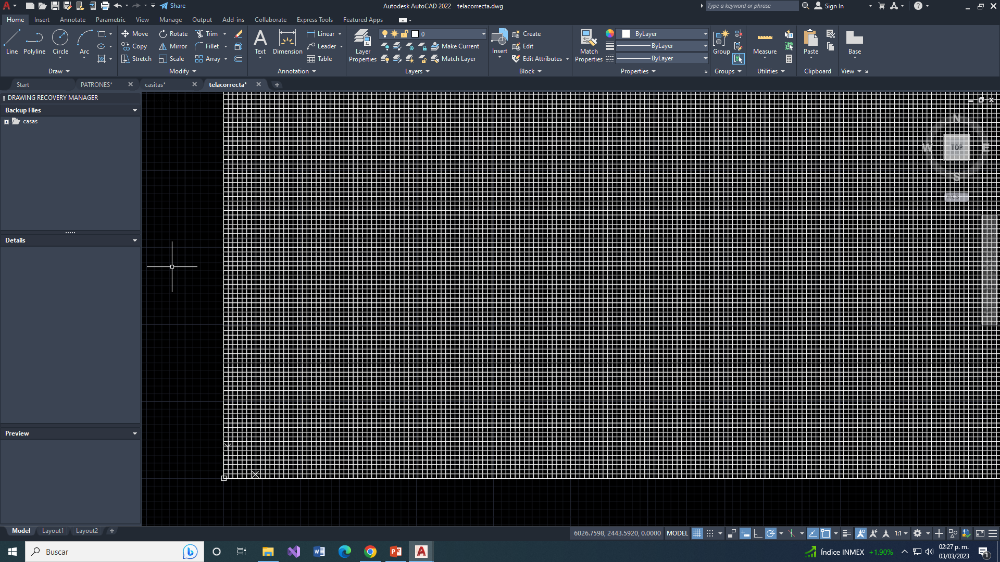 Share
Autodesk AutoCAD 2022 telacorrecta.dwg
Type a keyword or phrase
Sign In
Home Insert Annotate Parametric View Manage Output Add-ins Collaborate Express Tools Featured Apps
Line Polyline Circle Arc
Draw
Move Rotate Trim
Copy Mirror Fillet
Stretch Scale Array
Modify
Text Dimension
Linear
Leader
Table
Annotation
Layer Properties
0
Make Current
Match Layer
Layers
Insert
Create
Edit
Edit Attributes
Block
Match Properties
ByLayer
ByLayer
ByLayer
Properties
Group
Groups
Measure
Utilities
Paste
Clipboard
Base
View
Start PATRONES* casitas* telacorrecta*
DRAWING RECOVERY MANAGER
Backup Files
casas
Details
Preview
N
W TOP E
S
WCS
Model Layout1 Layout2
6026.7598, 2443.5920, 0.0000 MODEL 1:1
Buscar
Índice INMEX +1.90%
02:27 p. m.
03/03/2023
1